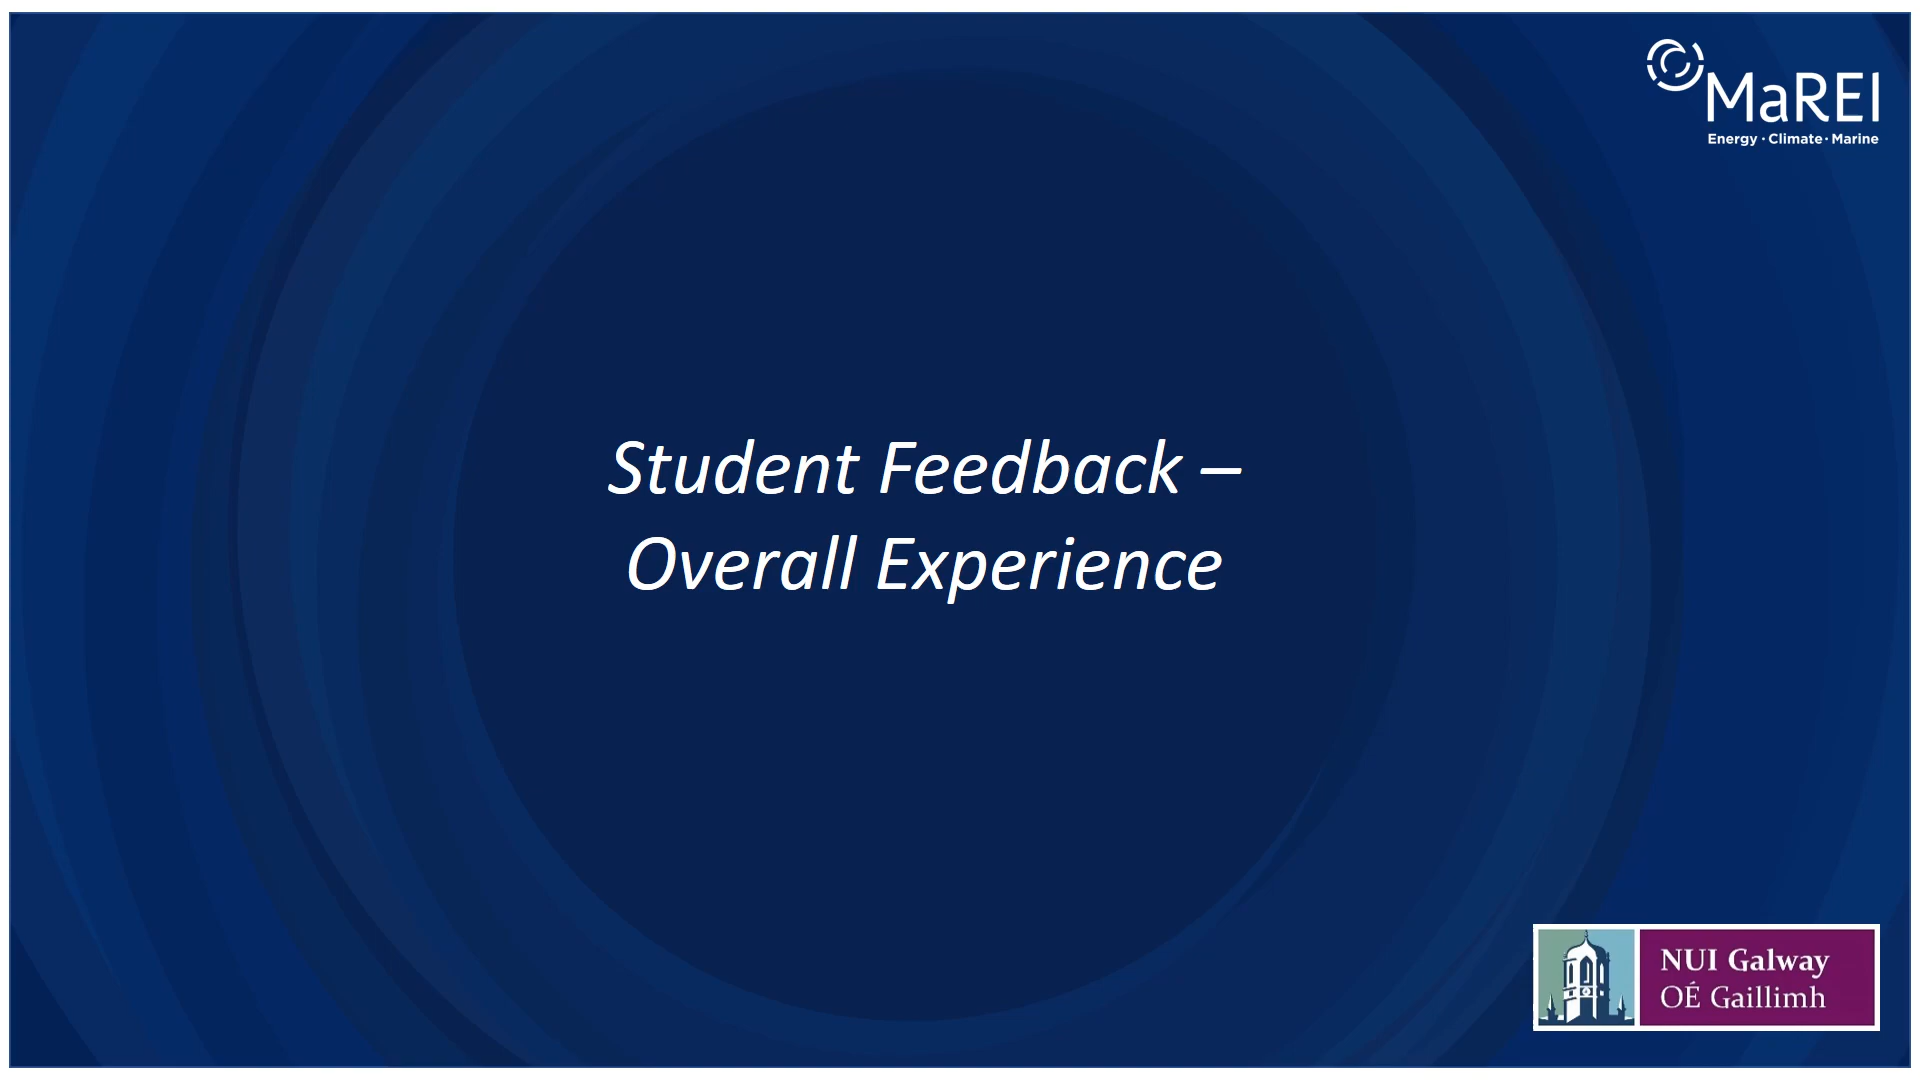 MaREI
Energy · Climate · Marine
Student Feedback –
Overall Experience
NUI Galway
OÉ Gaillimh